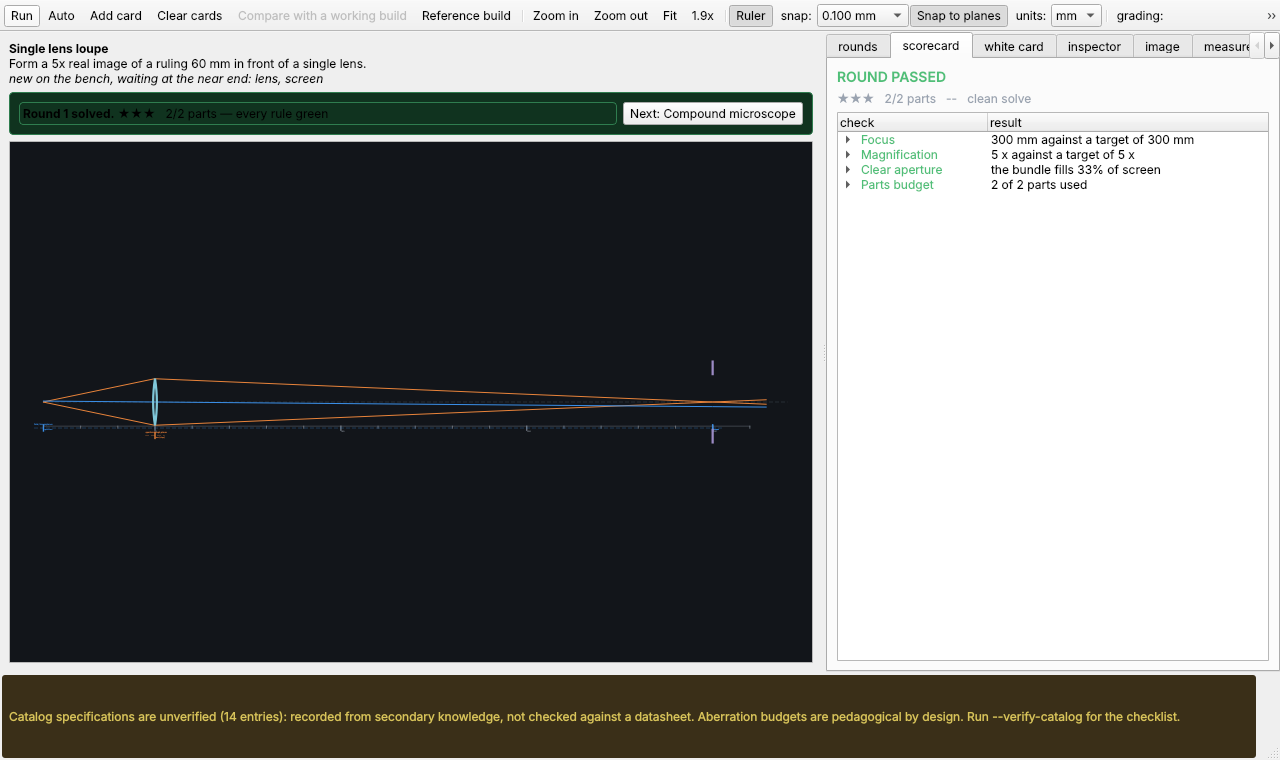 Run Auto Add card Clear cards Compare with a working build Reference build Zoom in Zoom out Fit 1.9x Ruler snap: 0.100 mm Snap to planes units: mm grading: »
Single lens loupe
Form a 5x real image of a ruling 60 mm in front of a single lens.
new on the bench, waiting at the near end: lens, screen
Round 1 solved. ★★★ 2/2 parts — every rule green
Next: Compound microscope
rounds scorecard white card inspector image measure
ROUND PASSED
★★★ 2/2 parts -- clean solve
check result
Focus 300 mm against a target of 300 mm
Magnification 5 x against a target of 5 x
Clear aperture the bundle fills 33% of screen
Parts budget 2 of 2 parts used
Catalog specifications are unverified (14 entries): recorded from secondary knowledge, not checked against a datasheet. Aberration budgets are pedagogical by design. Run --verify-catalog for the checklist.